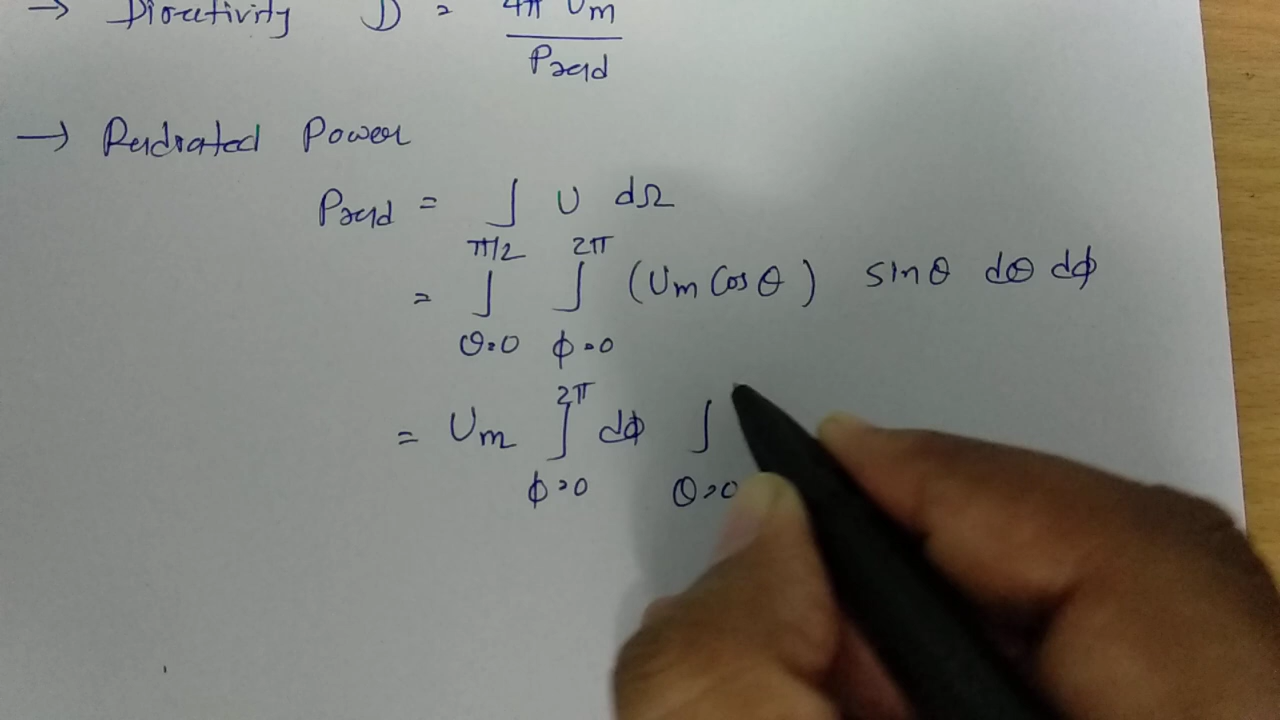 → Directivity D = 4π Um
Prad
→ Radiated Power
Prad = ∫ U dΩ
π/2 2π
= ∫ ∫ (Um Cos θ) sinθ dθ dϕ
θ=0 ϕ=0
2π
= Um ∫ dϕ ∫
ϕ=0 θ=0